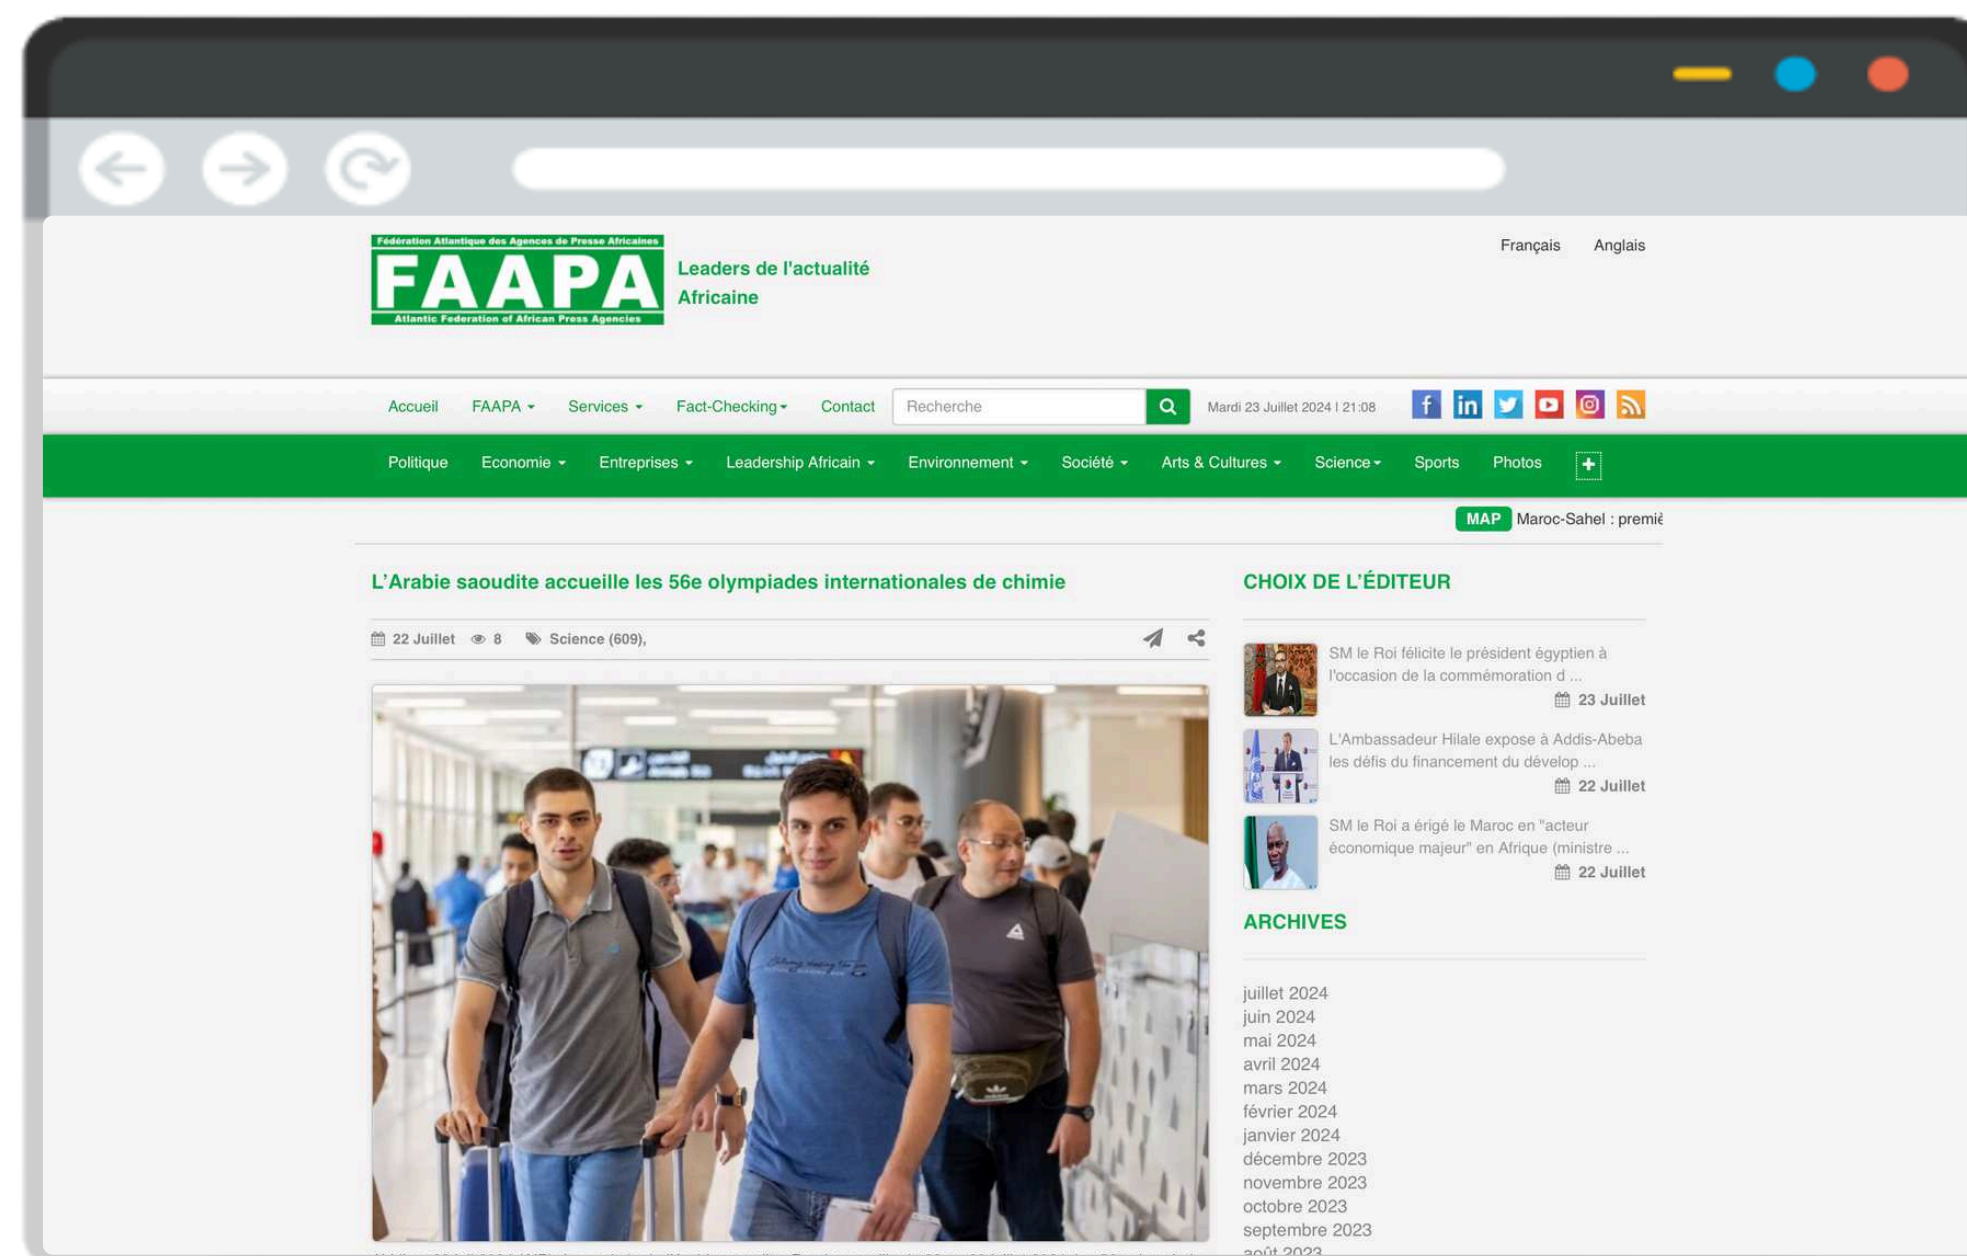 Fédération Atlantique des Agences de Presse Africaines
FAAPA
Atlantic Federation of African Press Agencies
Leaders de l'actualité
Africaine
Français Anglais
Accueil FAAPA Services Fact-Checking Contact Recherche Mardi 23 Juillet 2024 I 21:08
Politique Economie Entreprises Leadership Africain Environnement Société Arts & Cultures Science Sports Photos
MAP Maroc-Sahel : premiè
L'Arabie saoudite accueille les 56e olympiades internationales de chimie
22 Juillet 8 Science (609),
CHOIX DE L'ÉDITEUR
SM le Roi félicite le président égyptien à
l'occasion de la commémoration d ...
23 Juillet
L'Ambassadeur Hilale expose à Addis-Abeba
les défis du financement du dévelop ...
22 Juillet
SM le Roi a érigé le Maroc en "acteur
économique majeur" en Afrique (ministre ...
22 Juillet
ARCHIVES
juillet 2024
juin 2024
mai 2024
avril 2024
mars 2024
février 2024
janvier 2024
décembre 2023
novembre 2023
octobre 2023
septembre 2023
août 2023